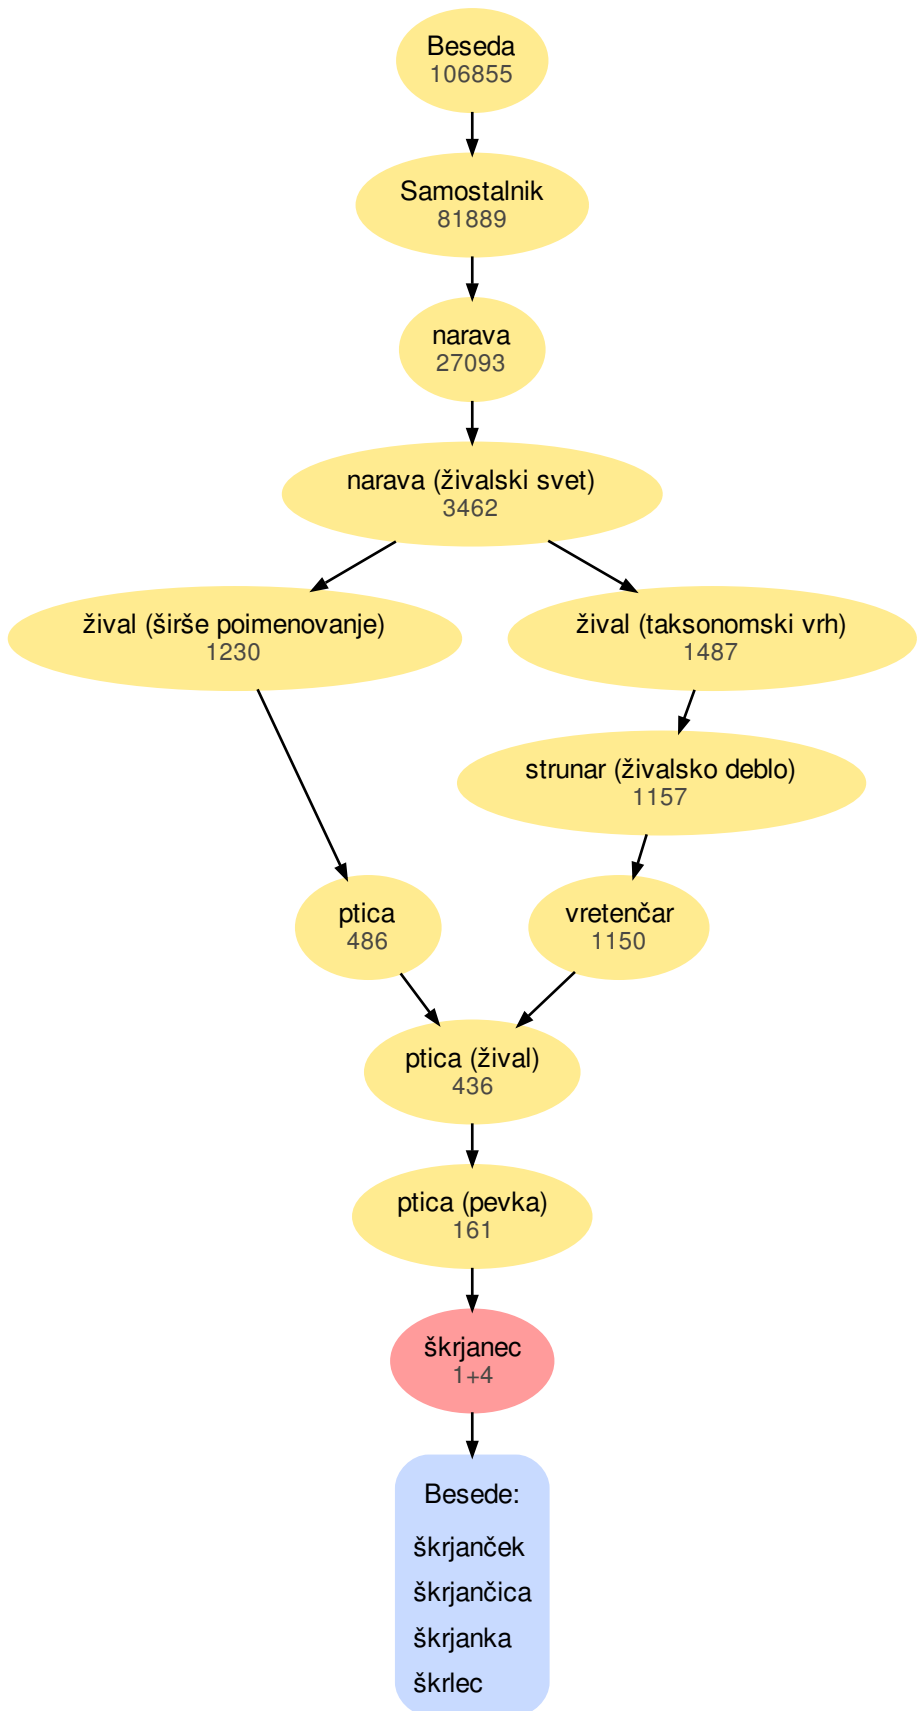 Beseda
106855
Samostalnik
81889
narava
27093
narava (živalski svet)
3462
žival (širše poimenovanje)
1230
žival (taksonomski vrh)
1487
strunar (živalsko deblo)
1157
ptica
486
vretenčar
1150
ptica (žival)
436
ptica (pevka)
161
škrjanec
1+4
Besede:
škrjanček
škrjančica
škrjanka
škrlec